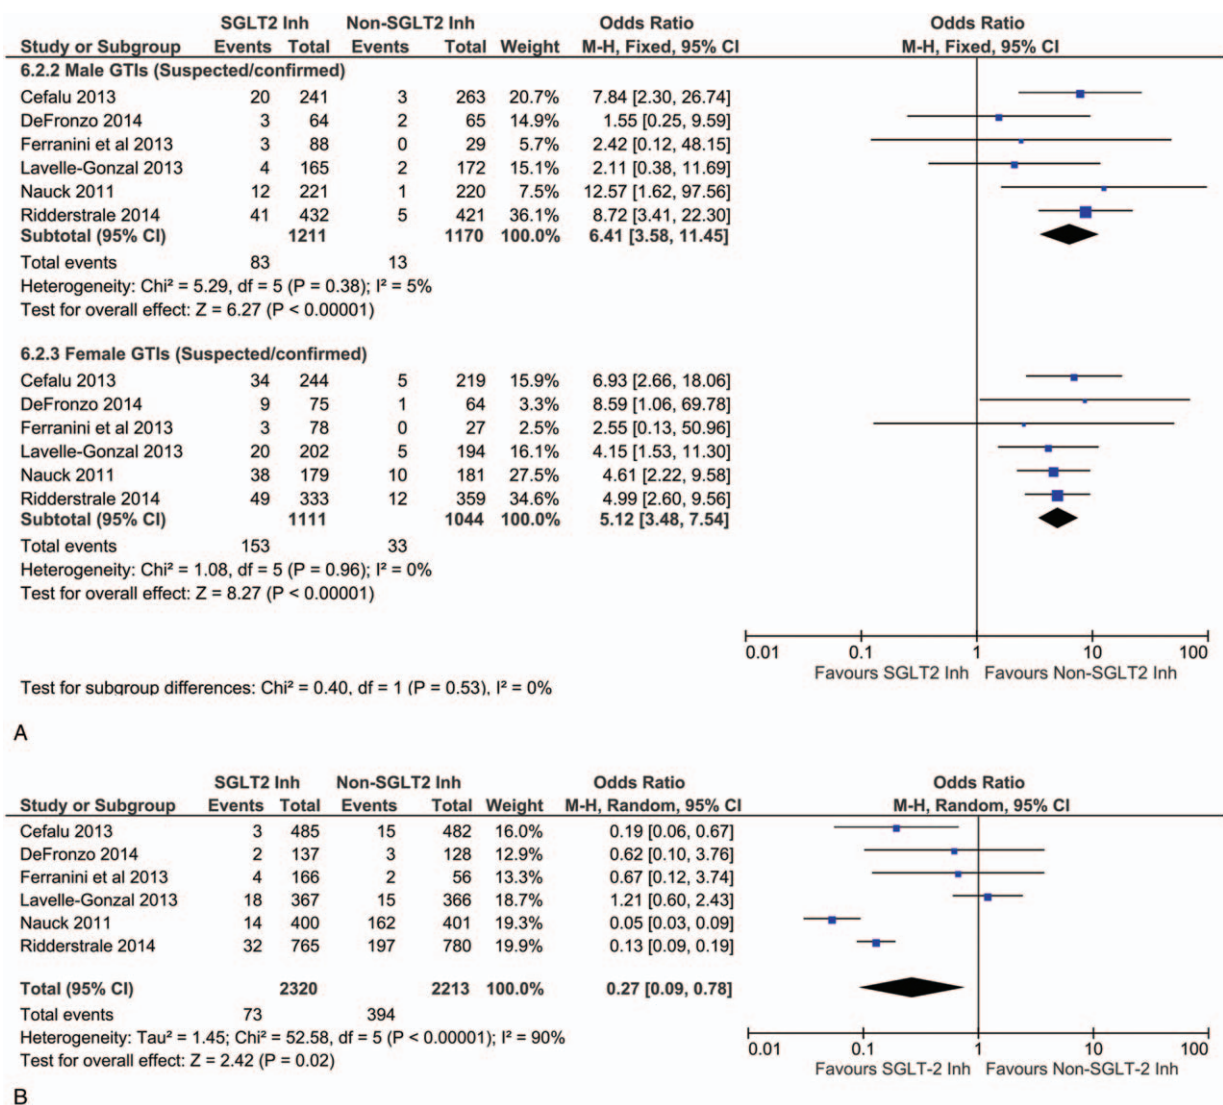 SGLT2 Inh Non-SGLT2 Inh Odds Ratio Odds Ratio
Study or Subgroup Events Total Events Total Weight M-H, Fixed, 95% CI M-H, Fixed, 95% CI
6.2.2 Male GTIs (Suspected/confirmed)
Cefalu 2013 20 241 3 263 20.7% 7.84 [2.30, 26.74]
DeFronzo 2014 3 64 2 65 14.9% 1.55 [0.25, 9.59]
Ferranini et al 2013 3 88 0 29 5.7% 2.42 [0.12, 48.15]
Lavelle-Gonzal 2013 4 165 2 172 15.1% 2.11 [0.38, 11.69]
Nauck 2011 12 221 1 220 7.5% 12.57 [1.62, 97.56]
Ridderstrale 2014 41 432 5 421 36.1% 8.72 [3.41, 22.30]
Subtotal (95% CI) 1211 1170 100.0% 6.41 [3.58, 11.45]
Total events 83 13
Heterogeneity: Chi² = 5.29, df = 5 (P = 0.38); I² = 5%
Test for overall effect: Z = 6.27 (P < 0.00001)
6.2.3 Female GTIs (Suspected/confirmed)
Cefalu 2013 34 244 5 219 15.9% 6.93 [2.66, 18.06]
DeFronzo 2014 9 75 1 64 3.3% 8.59 [1.06, 69.78]
Ferranini et al 2013 3 78 0 27 2.5% 2.55 [0.13, 50.96]
Lavelle-Gonzal 2013 20 202 5 194 16.1% 4.15 [1.53, 11.30]
Nauck 2011 38 179 10 181 27.5% 4.61 [2.22, 9.58]
Ridderstrale 2014 49 333 12 359 34.6% 4.99 [2.60, 9.56]
Subtotal (95% CI) 1111 1044 100.0% 5.12 [3.48, 7.54]
Total events 153 33
Heterogeneity: Chi² = 1.08, df = 5 (P = 0.96); I² = 0%
Test for overall effect: Z = 8.27 (P < 0.00001)
0.01 0.1 1 10 100
Favours SGLT2 Inh Favours Non-SGLT2 Inh
Test for subgroup differences: Chi² = 0.40, df = 1 (P = 0.53), I² = 0%
A
SGLT2 Inh Non-SGLT2 Inh Odds Ratio Odds Ratio
Study or Subgroup Events Total Events Total Weight M-H, Random, 95% CI M-H, Random, 95% CI
Cefalu 2013 3 485 15 482 16.0% 0.19 [0.06, 0.67]
DeFronzo 2014 2 137 3 128 12.9% 0.62 [0.10, 3.76]
Ferranini et al 2013 4 166 2 56 13.3% 0.67 [0.12, 3.74]
Lavelle-Gonzal 2013 18 367 15 366 18.7% 1.21 [0.60, 2.43]
Nauck 2011 14 400 162 401 19.3% 0.05 [0.03, 0.09]
Ridderstrale 2014 32 765 197 780 19.9% 0.13 [0.09, 0.19]
Total (95% CI) 2320 2213 100.0% 0.27 [0.09, 0.78]
Total events 73 394
Heterogeneity: Tau² = 1.45; Chi² = 52.58, df = 5 (P < 0.00001); I² = 90%
Test for overall effect: Z = 2.42 (P = 0.02)
0.01 0.1 1 10 100
Favours SGLT-2 Inh Favours Non-SGLT-2 Inh
B